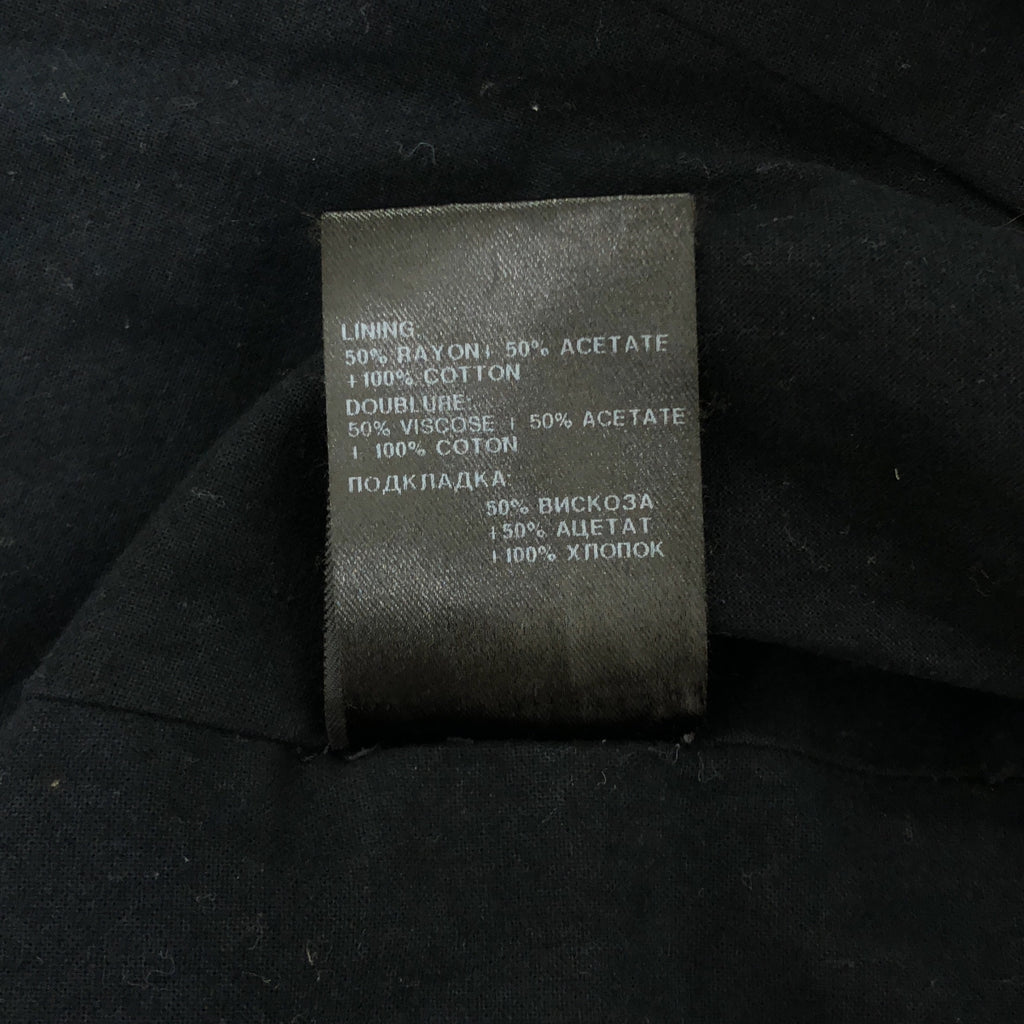 LINING
50% RAYON+ 50% ACETATE
+100% COTTON
DOUBLURE:
50% VISCOSE + 50% ACETATE
+ 100% COTON
ПОДКЛАДКА:
50% ВИСКОЗА
+50% АЦЕТАТ
+100% ХЛОПОК